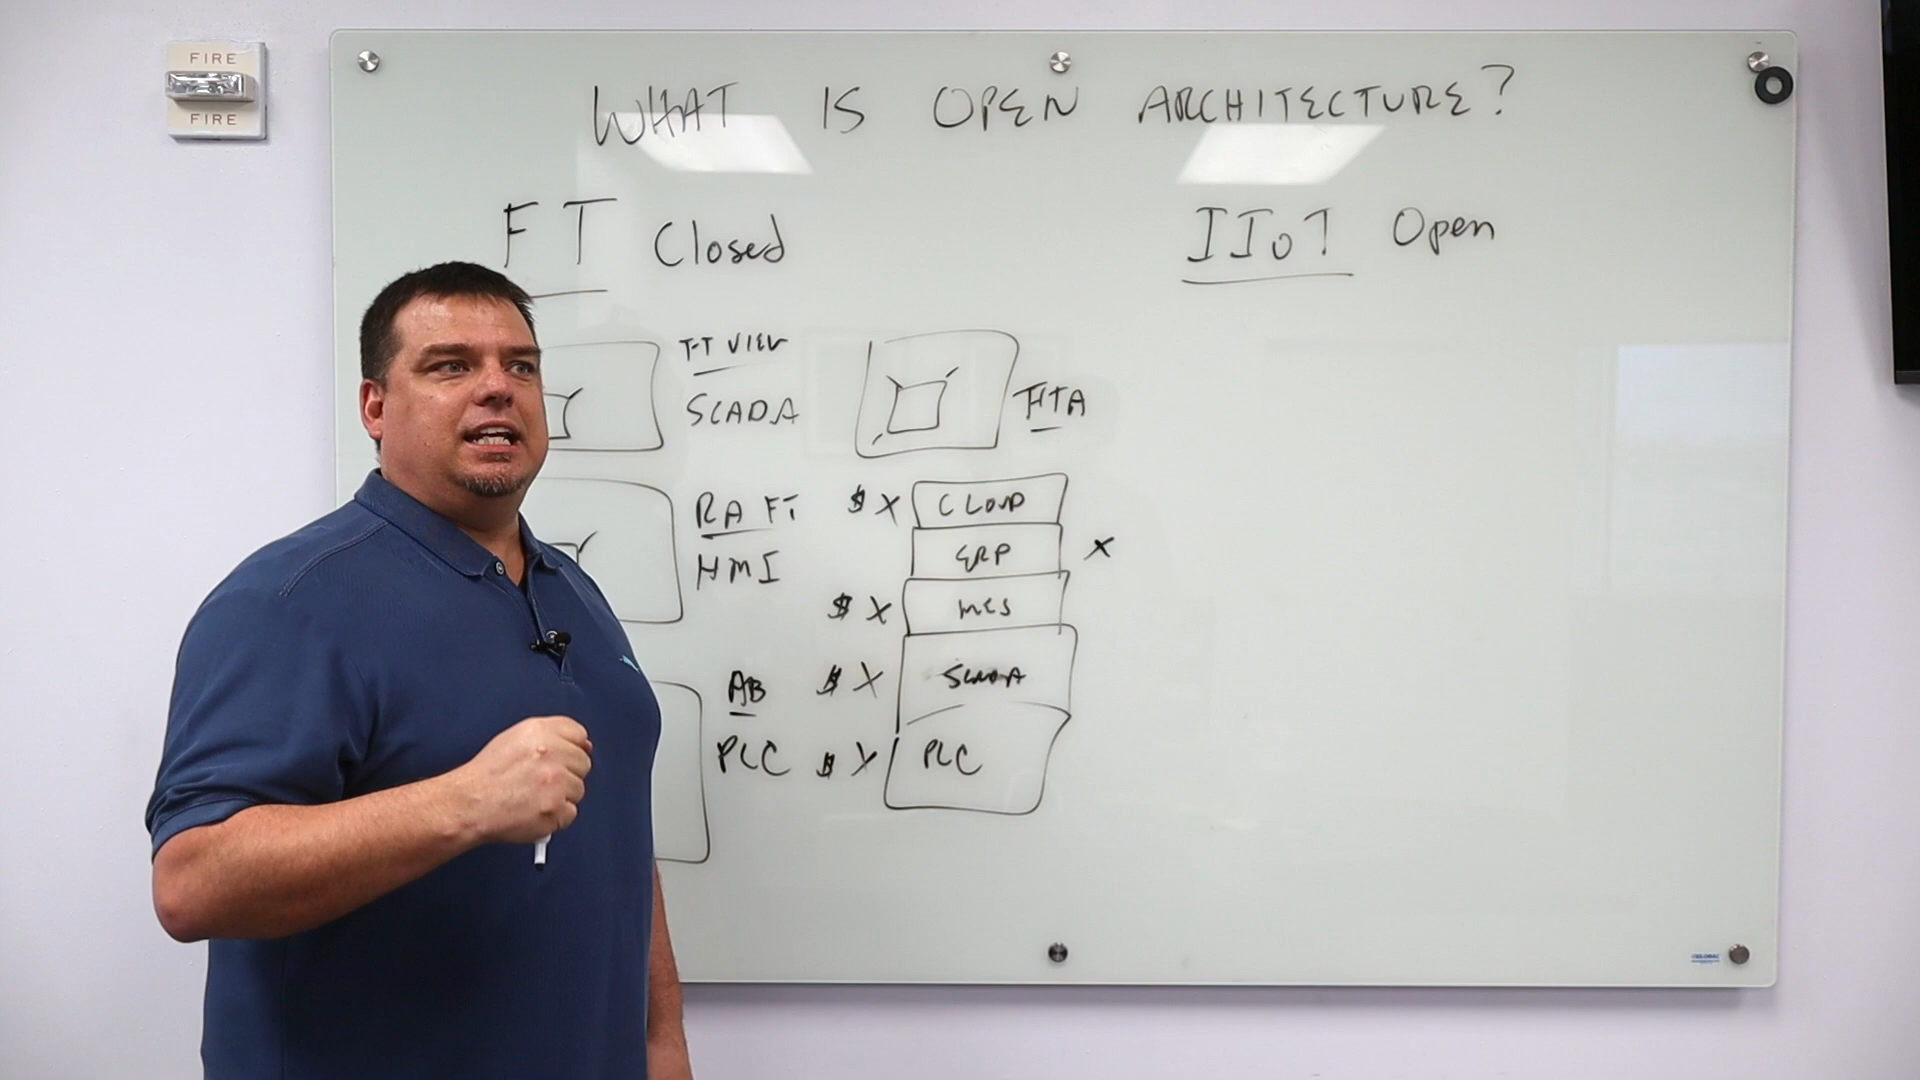 FIRE
FIRE
WHAT IS OPEN ARCHITECTURE?
FT Closed
IIoT Open
FT VIEW
SCADA
FTA
RA FT
HMI
$ X CLOUD
ERP X
$ X MES
$ X SCADA
$ X PLC
AB
PLC
GLOBAL